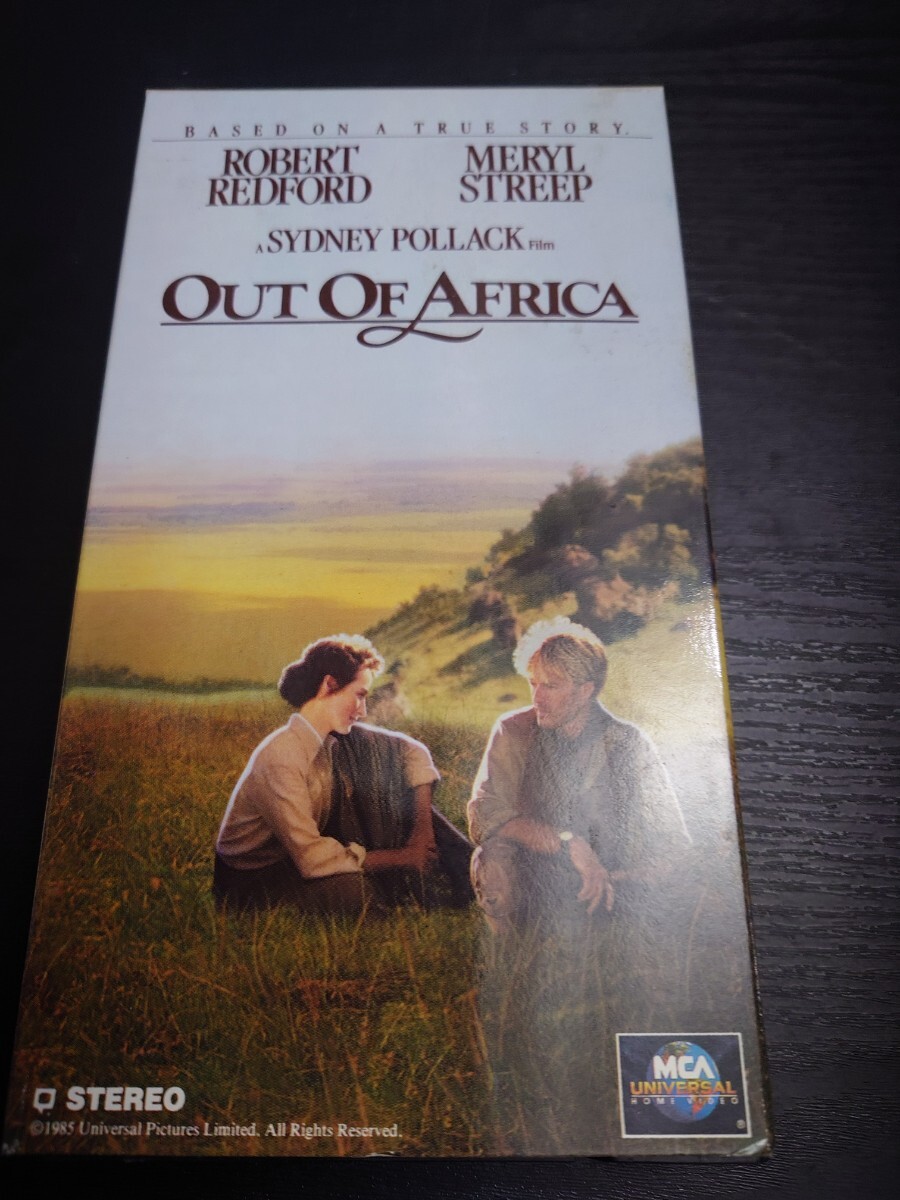 BASED ON A TRUE STORY.
ROBERT REDFORD
MERYL STREEP
A SYDNEY POLLACK Film
OUT OF AFRICA
STEREO
©1985 Universal Pictures Limited. All Rights Reserved.
MCA
UNIVERSAL
HOME VIDEO
®